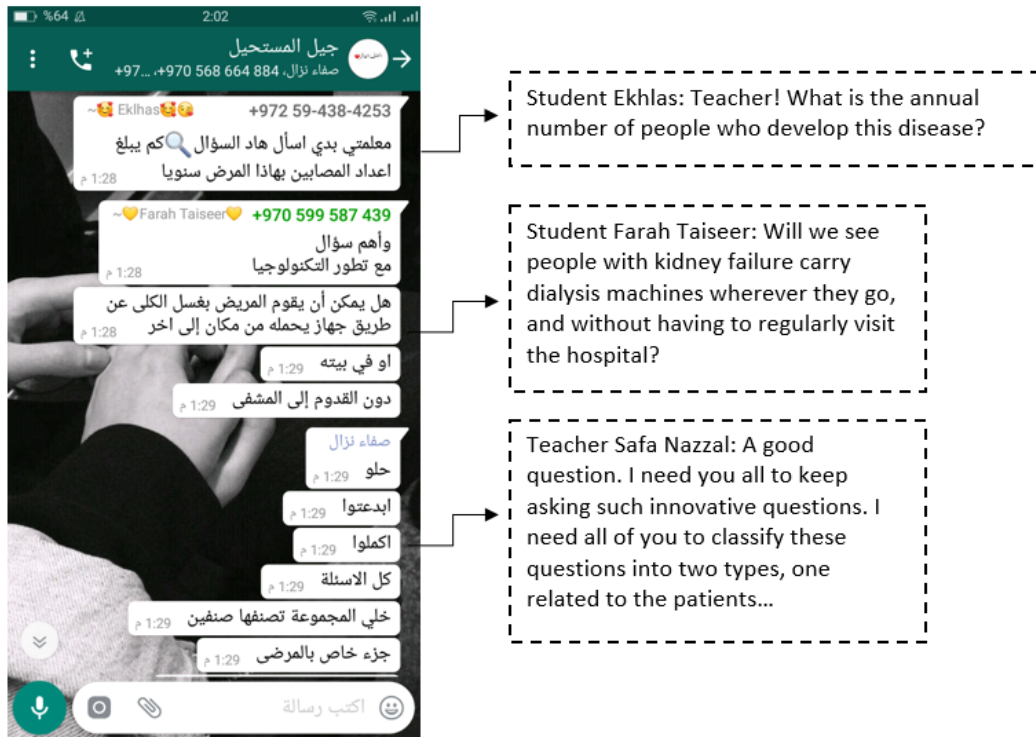 %64
2:02
جيل المستحيل
صفاء نزال، ‎+970 568 664 884، ‎+97...
~🥰 Eklhas🥰😘
+972 59-438-4253
معلمتي بدي اسأل هاد السؤال 🔍كم يبلغ
اعداد المصابين بهاذا المرض سنويا
1:28 م
~💛Farah Taiseer💛
+970 599 587 439
وأهم سؤال
مع تطور التكنولوجيا
1:28 م
هل يمكن أن يقوم المريض بغسل الكلى عن
طريق جهاز يحمله من مكان إلى اخر
1:28 م
او في بيته
1:29 م
دون القدوم إلى المشفى
1:29 م
صفاء نزال
حلو
1:29 م
ابدعتوا
1:29 م
اكملوا
1:29 م
كل الاسئلة
1:29 م
خلي المجموعة تصنفها صنفين
1:29 م
جزء خاص بالمرضى
1:29 م
اكتب رسالة
Student Ekhlas: Teacher! What is the annual
number of people who develop this disease?
Student Farah Taiseer: Will we see
people with kidney failure carry
dialysis machines wherever they go,
and without having to regularly visit
the hospital?
Teacher Safa Nazzal: A good
question. I need you all to keep
asking such innovative questions. I
need all of you to classify these
questions into two types, one
related to the patients…